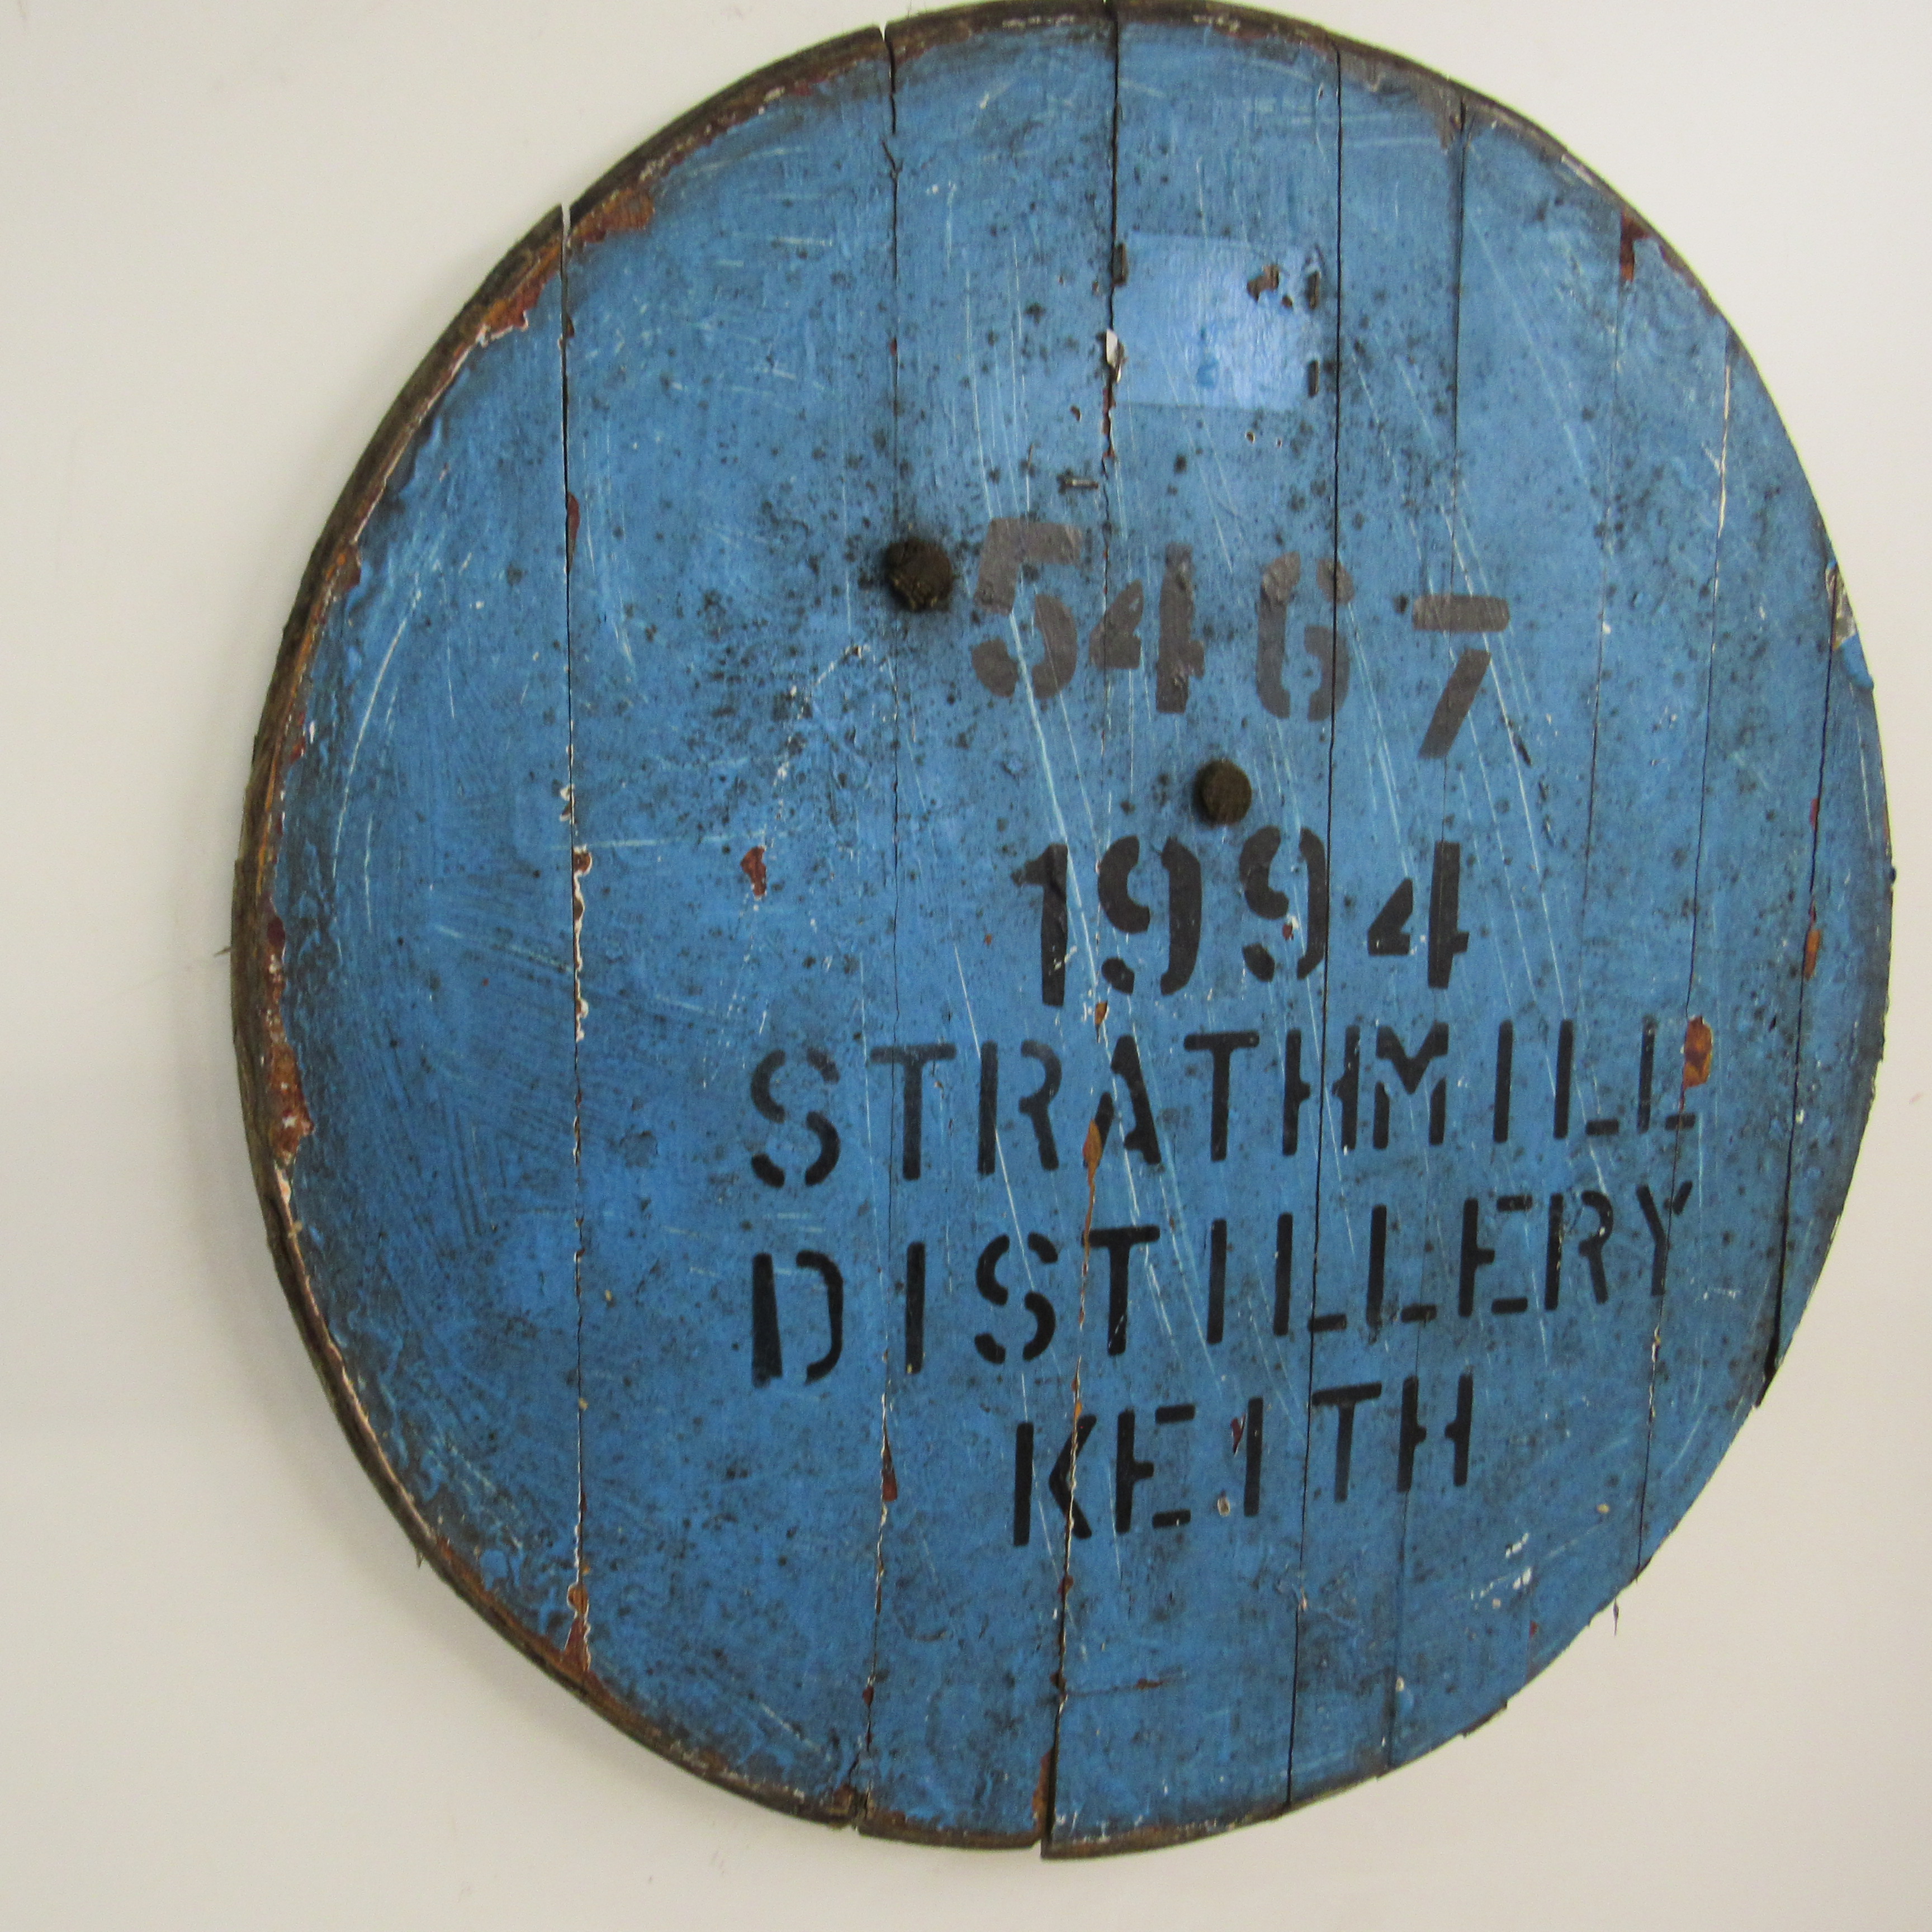 5467
1994
STRATHMILL
DISTILLERY
KEITH